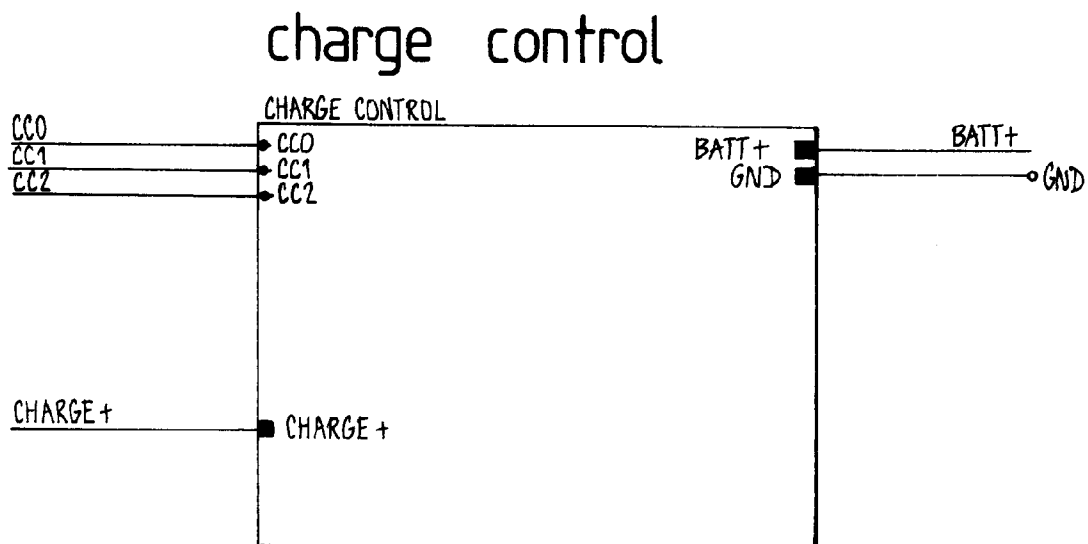 charge control
CHARGE CONTROL
CC0
CC1
CC2
CC0
CC1
CC2
BATT+
GND
BATT+
GND
CHARGE+
CHARGE+